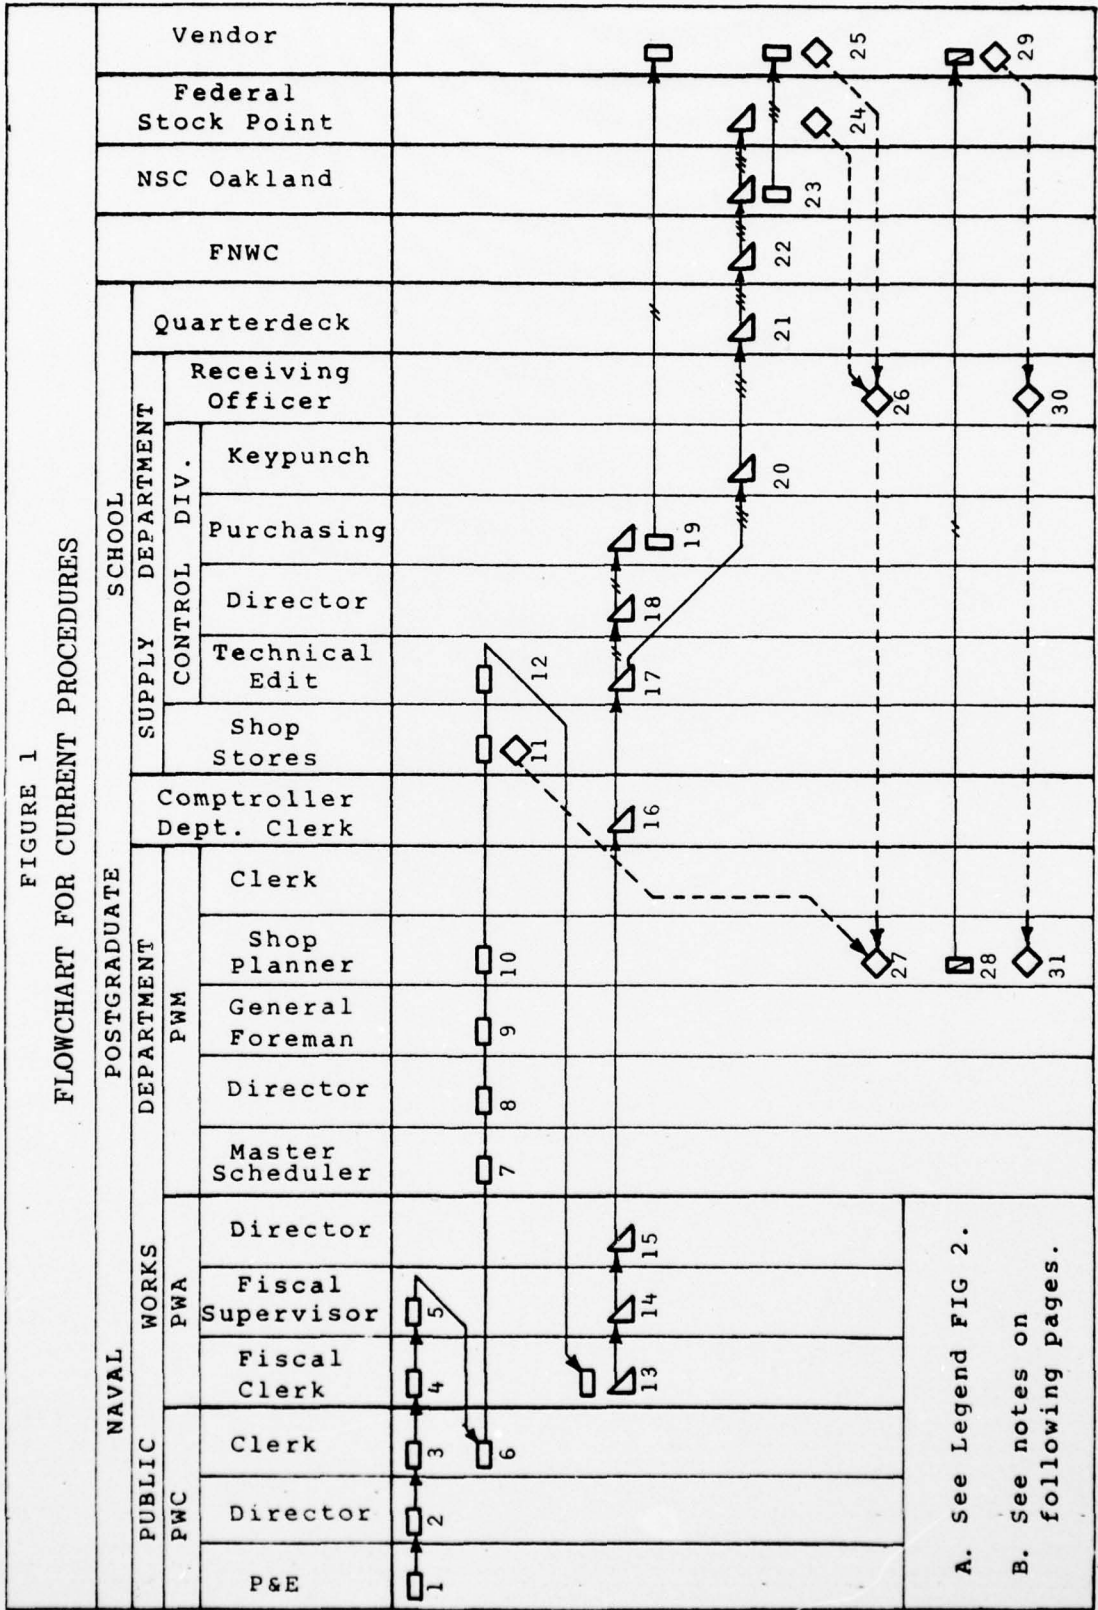 FIGURE 1
FLOWCHART FOR CURRENT PROCEDURES
NAVAL POSTGRADUATE SCHOOL
PUBLIC WORKS DEPARTMENT
SUPPLY DEPARTMENT
PWC
PWA
PWM
CONTROL DIV.
P&E
Director
Clerk
Fiscal
Clerk
Fiscal
Supervisor
Director
Master
Scheduler
Director
General
Foreman
Shop
Planner
Clerk
Comptroller
Dept. Clerk
Shop
Stores
Technical
Edit
Director
Purchasing
Keypunch
Receiving
Officer
Quarterdeck
FNWC
NSC Oakland
Federal
Stock Point
Vendor
1
2
3
4
5
6
7
8
9
10
11
12
13
14
15
16
17
18
19
20
21
22
23
24
25
26
27
28
29
30
31
A. See Legend FIG 2.
B. See notes on
following pages.